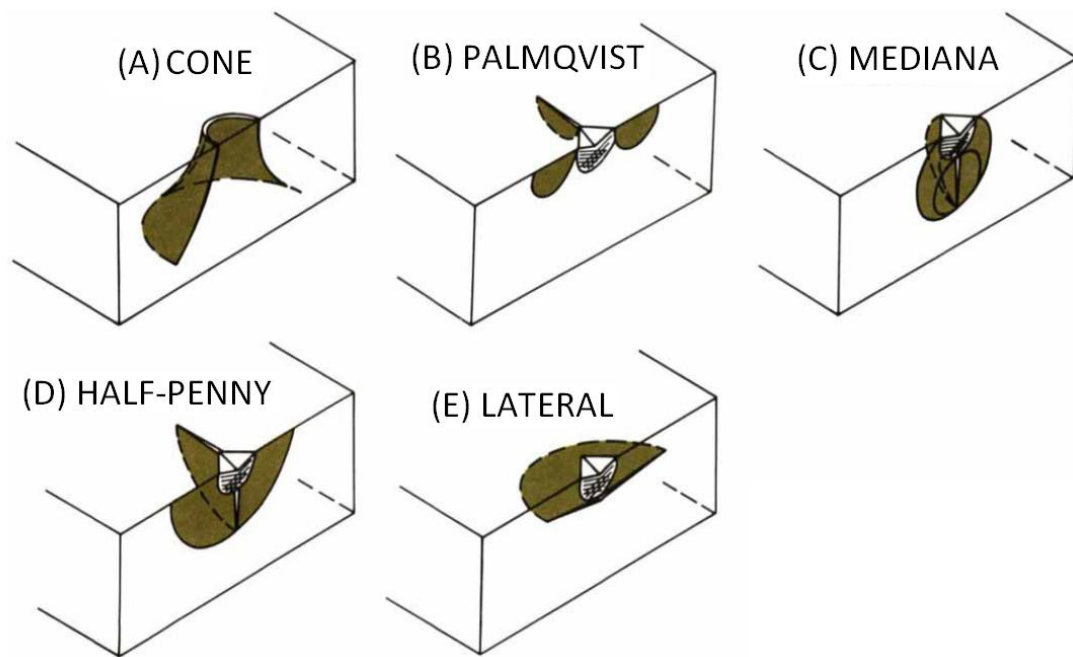 (A) CONE
(B) PALMQVIST
(C) MEDIANA
(D) HALF-PENNY
(E) LATERAL